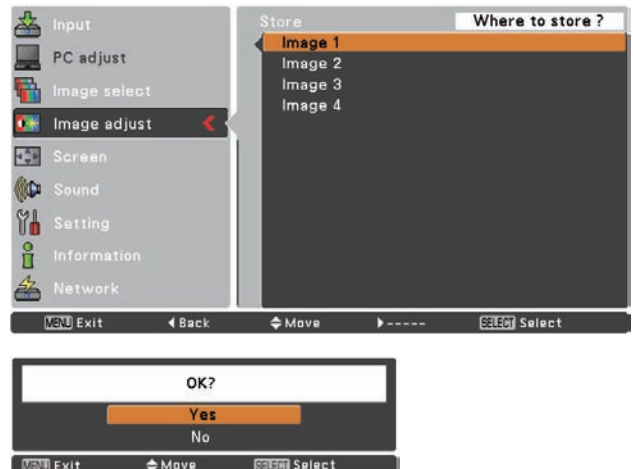 Input
PC adjust
Image select
Image adjust
Screen
Sound
Setting
Information
Network
Store
Where to store ?
Image 1
Image 2
Image 3
Image 4
MENU Exit Back Move ----- SELECT Select
OK?
Yes
No
MENU Exit Move SELECT Select